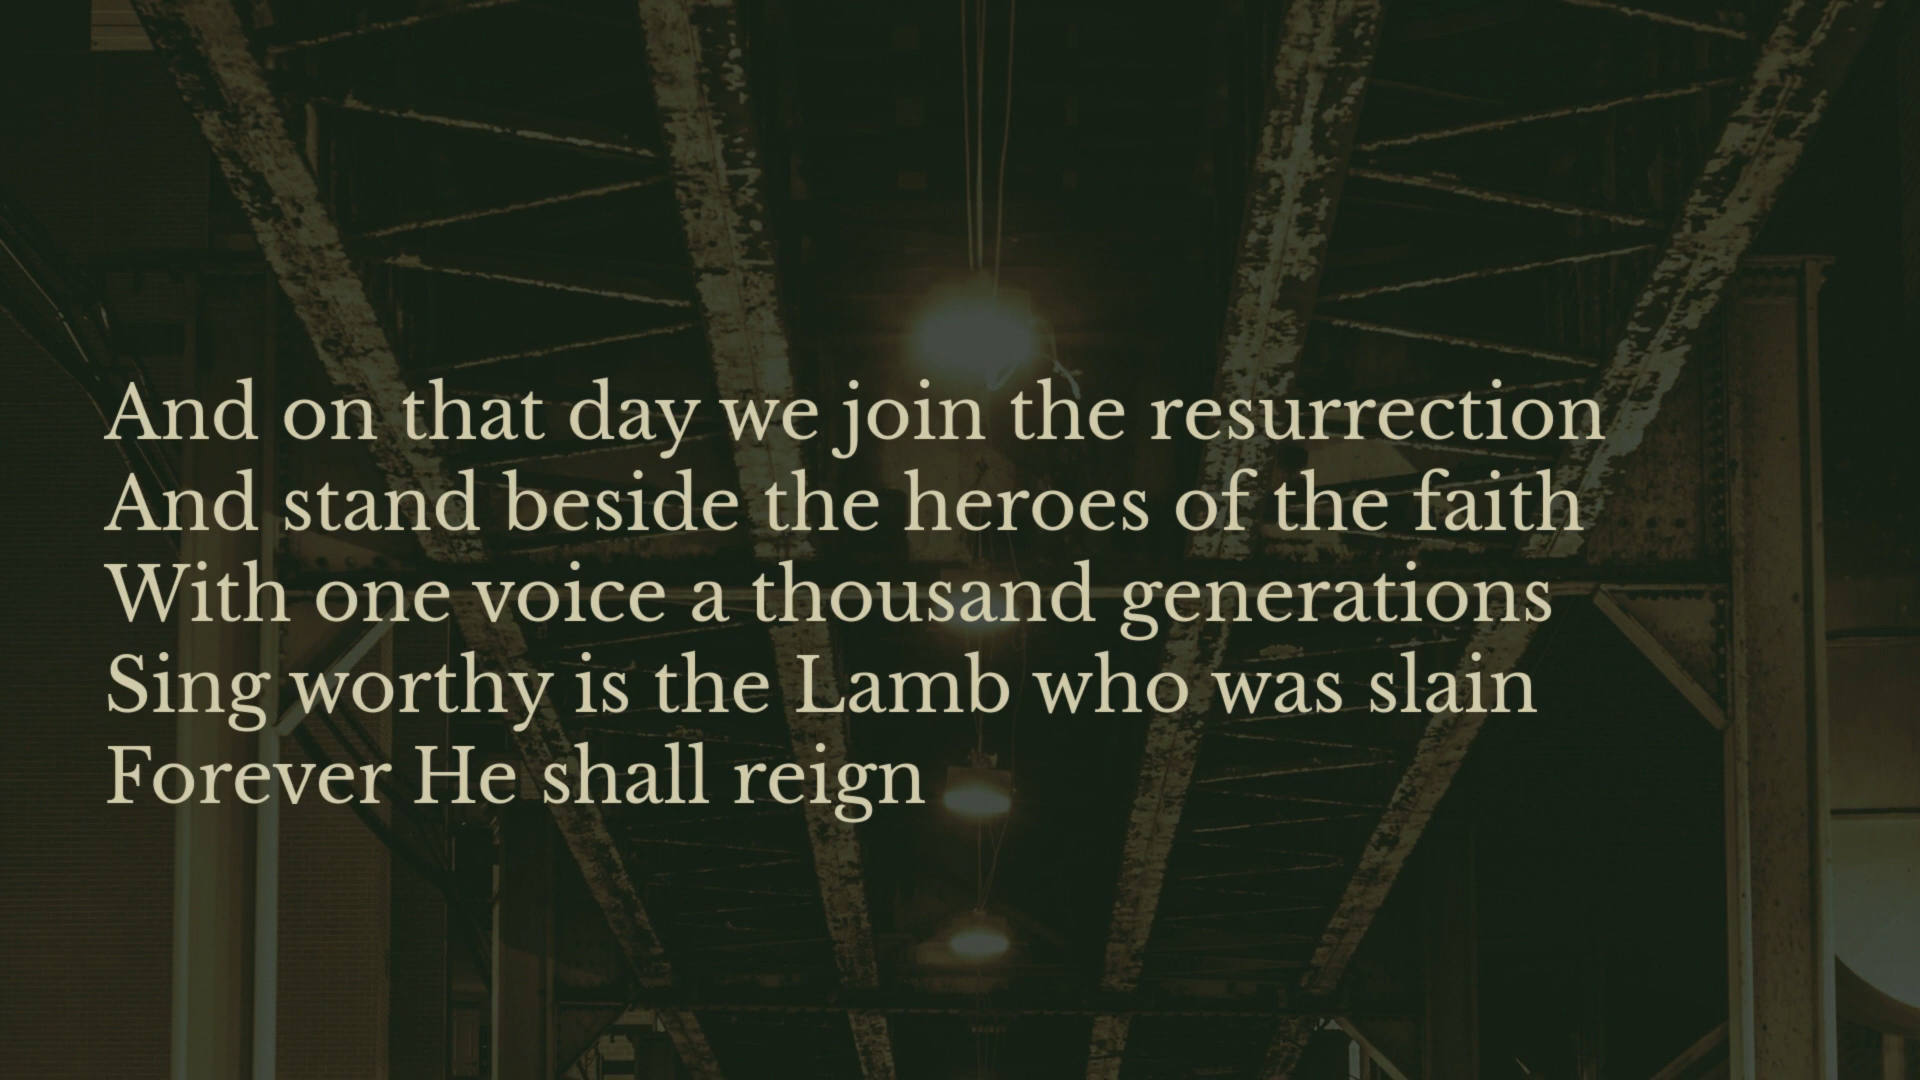 And on that day we join the resurrection
And stand beside the heroes of the faith
With one voice a thousand generations
Sing worthy is the Lamb who was slain
Forever He shall reign